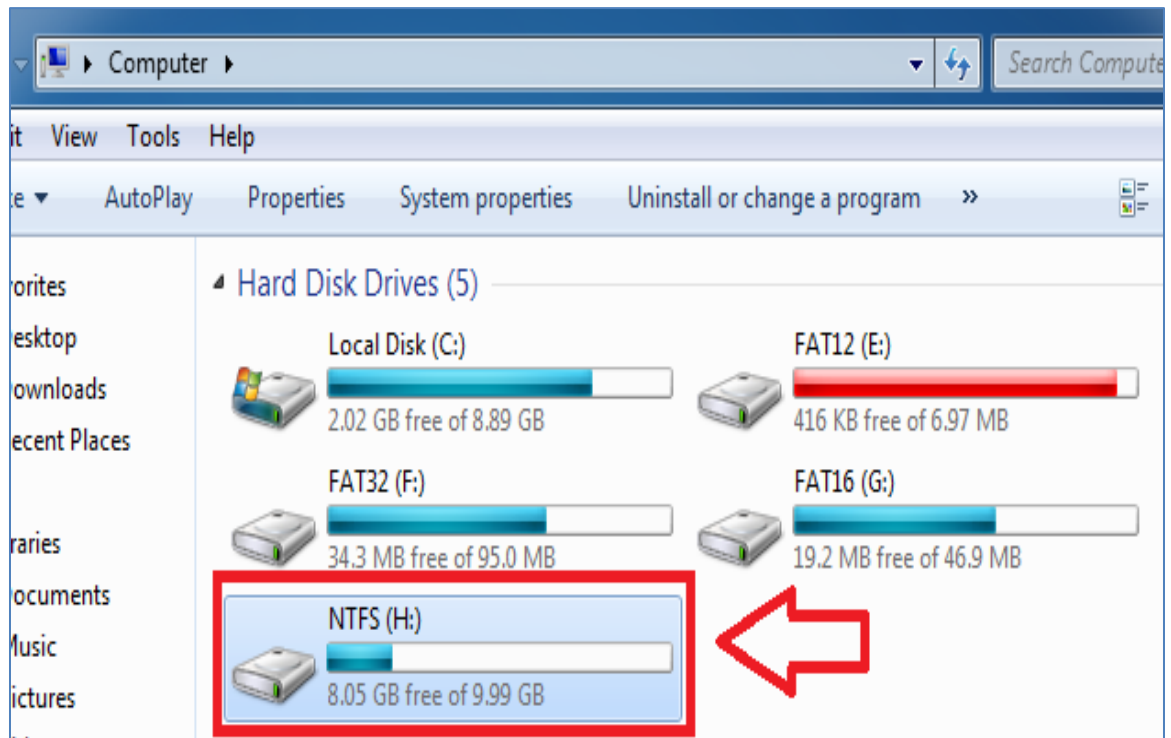 Computer
Search Compute
it View Tools Help
te AutoPlay Properties System properties Uninstall or change a program »
vorites
esktop
ownloads
ecent Places
raries
ocuments
Music
ictures
Hard Disk Drives (5)
Local Disk (C:)
2.02 GB free of 8.89 GB
FAT12 (E:)
416 KB free of 6.97 MB
FAT32 (F:)
34.3 MB free of 95.0 MB
FAT16 (G:)
19.2 MB free of 46.9 MB
NTFS (H:)
8.05 GB free of 9.99 GB